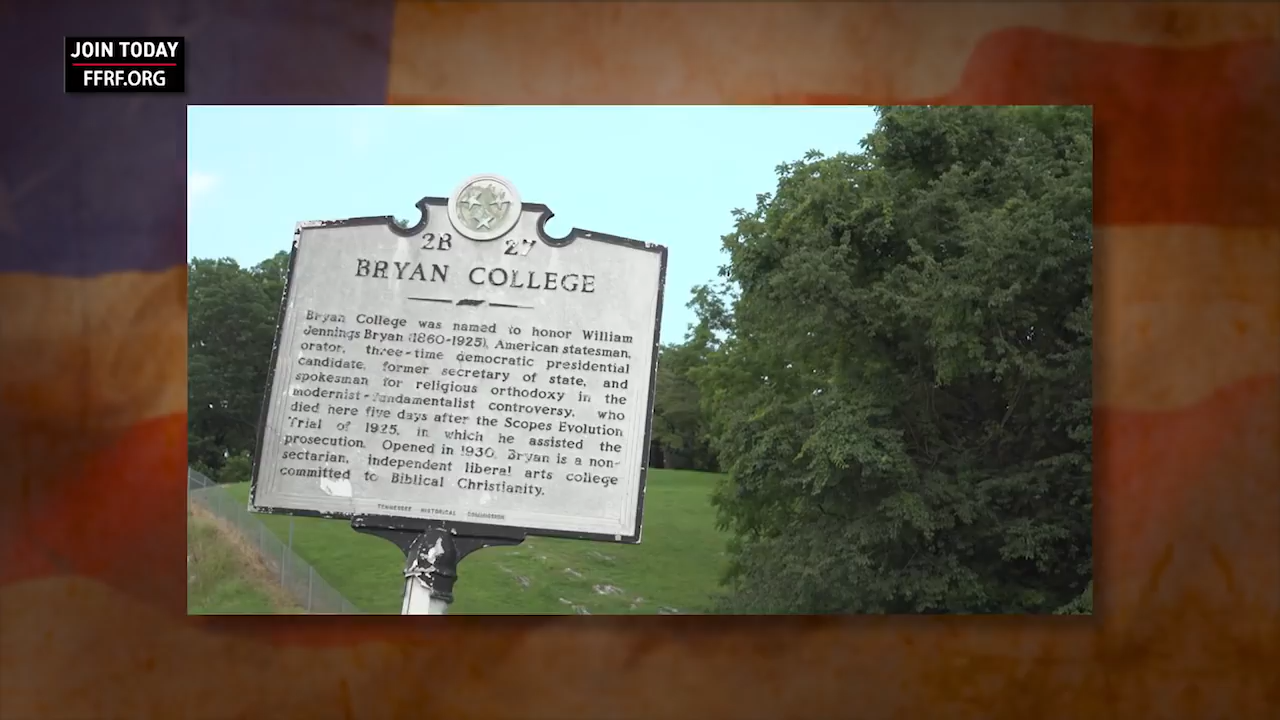 JOIN TODAY
FFRF.ORG
2B 27
BRYAN COLLEGE
Bryan College was named to honor William
Jennings Bryan (1860-1925), American statesman,
orator, three-time democratic presidential
candidate, former secretary of state, and
spokesman for religious orthodoxy in the
modernist-fundamentalist controversy, who
died here five days after the Scopes Evolution
Trial of 1925, in which he assisted the
prosecution. Opened in 1930, Bryan is a non-
sectarian, independent liberal arts college
committed to Biblical Christianity.
TENNESSEE HISTORICAL COMMISSION